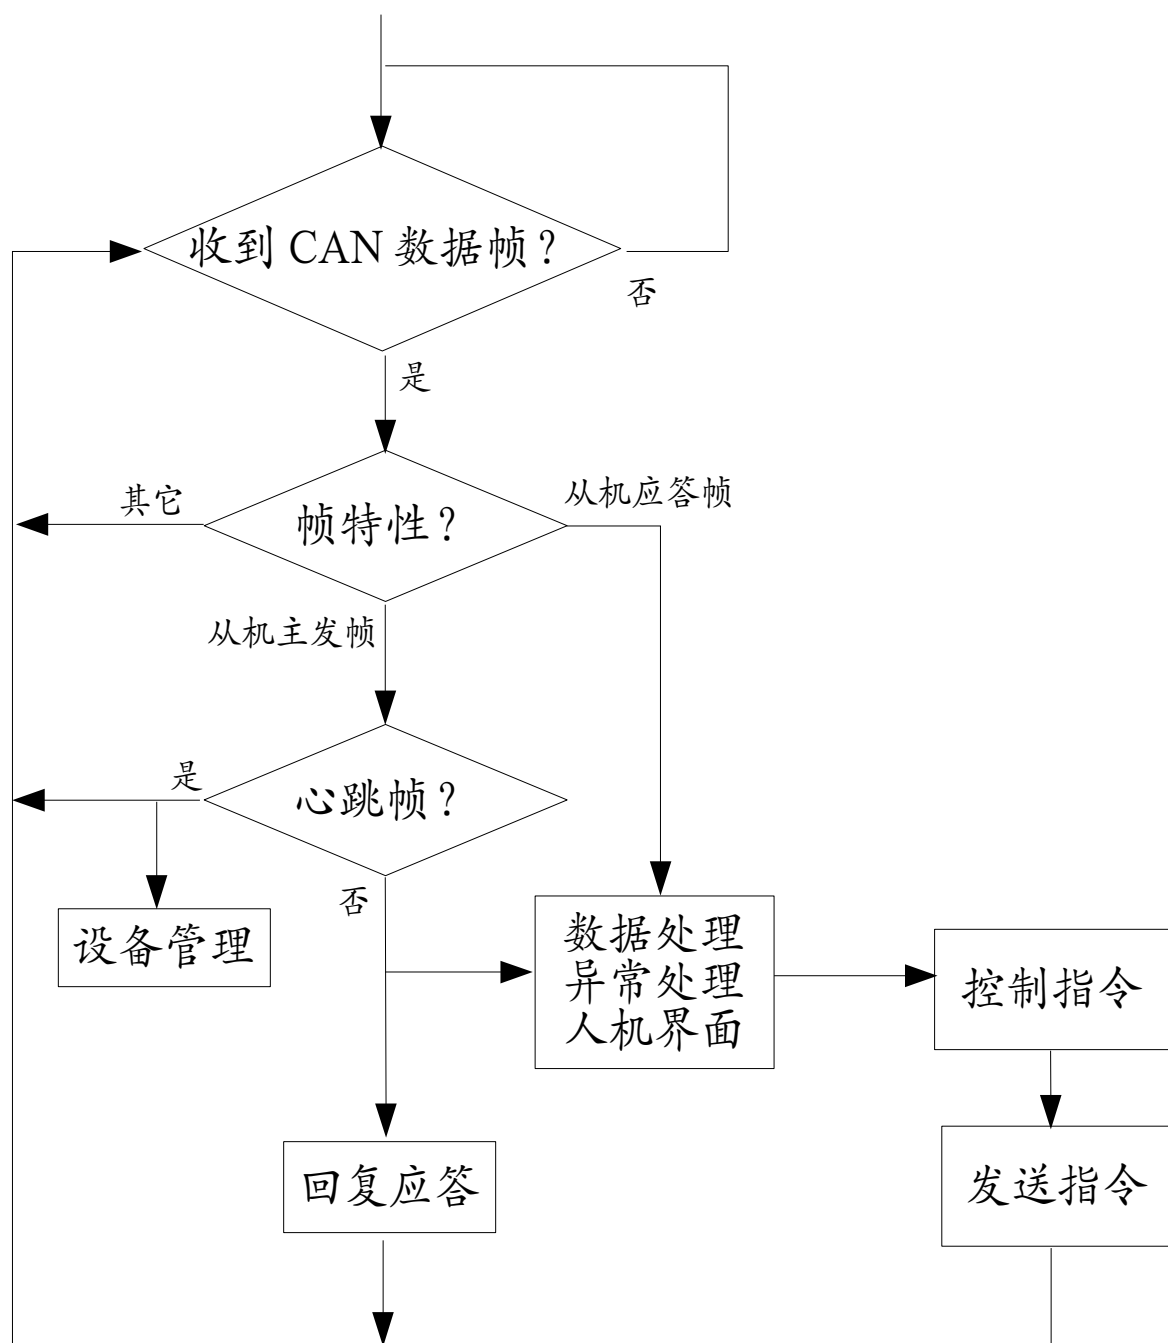 收到 CAN 数据帧？
否
是
其它
帧特性？
从机应答帧
从机主发帧
是
心跳帧？
否
设备管理
数据处理
异常处理
人机界面
控制指令
回复应答
发送指令